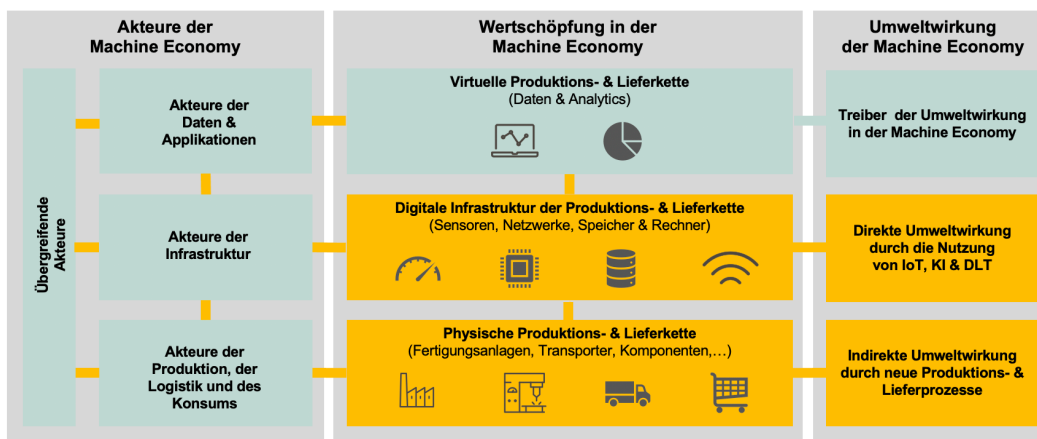 Akteure der
Machine Economy
Übergreifende
Akteure
Akteure der
Daten &
Applikationen
Akteure der
Infrastruktur
Akteure der
Produktion, der
Logistik und des
Konsums
Wertschöpfung in der
Machine Economy
Virtuelle Produktions- & Lieferkette
(Daten & Analytics)
Digitale Infrastruktur der Produktions- & Lieferkette
(Sensoren, Netzwerke, Speicher & Rechner)
Physische Produktions- & Lieferkette
(Fertigungsanlagen, Transporter, Komponenten,…)
Umweltwirkung
der Machine Economy
Treiber der Umweltwirkung
in der Machine Economy
Direkte Umweltwirkung
durch die Nutzung
von IoT, KI & DLT
Indirekte Umweltwirkung
durch neue Produktions- &
Lieferprozesse